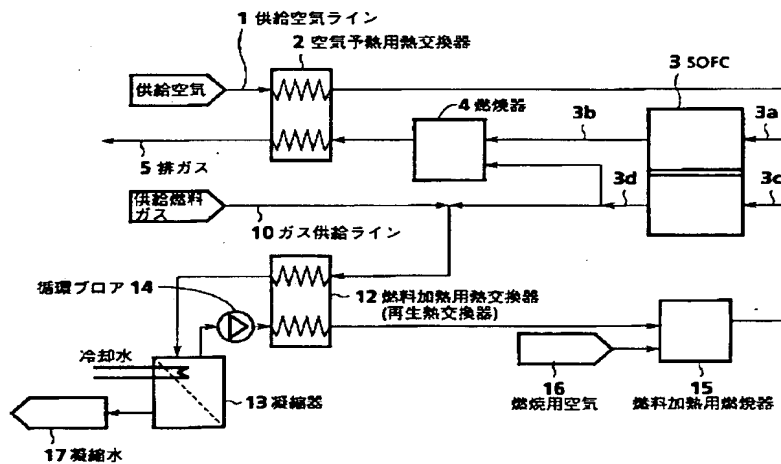 1 供給空気ライン
2 空気予熱用熱交換器
供給空気
3 SOFC
4 燃焼器
3b
3a
5 排ガス
3d
3c
供給燃料
ガス
10 ガス供給ライン
循環ブロア 14
12 燃料加熱用熱交換器
(再生熱交換器)
冷却水
13 凝縮器
16
燃焼用空気
15
燃料加熱用燃焼器
17 凝縮水